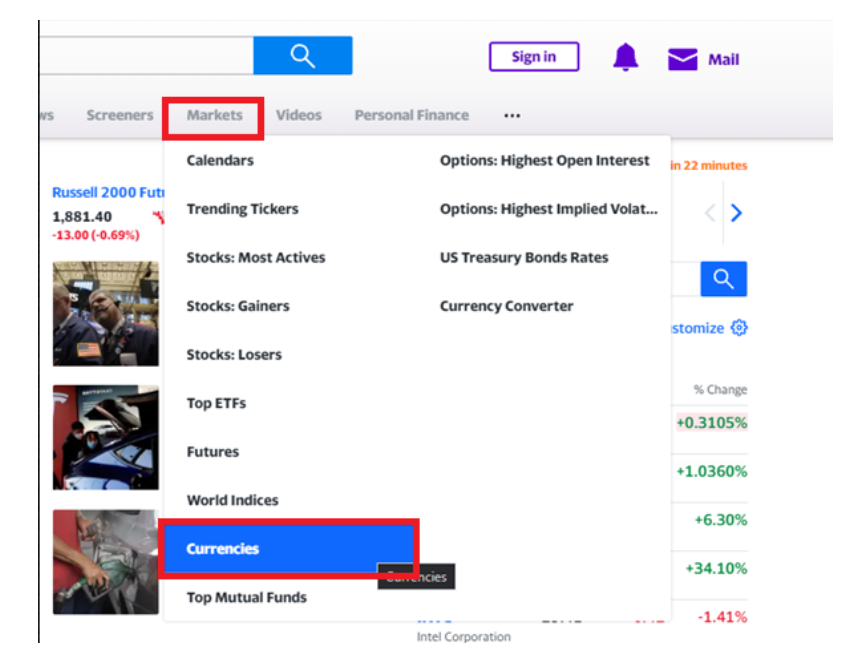 Sign in
Mail
ws Screeners Markets Videos Personal Finance ...
Calendars
Options: Highest Open Interest
in 22 minutes
Russell 2000 Futu
1,881.40
-13.00 (-0.69%)
Trending Tickers
Options: Highest Implied Volat...
Stocks: Most Actives
US Treasury Bonds Rates
Stocks: Gainers
Currency Converter
stomize
Stocks: Losers
Top ETFs
% Change
+0.3105%
Futures
+1.0360%
World Indices
+6.30%
Currencies
Currencies
+34.10%
Top Mutual Funds
-1.41%
Intel Corporation